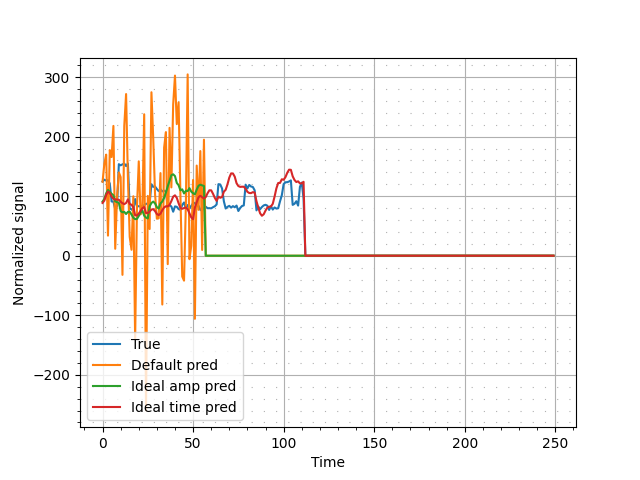 300
200
100
0
−100
−200
Normalized signal
True
Default pred
Ideal amp pred
Ideal time pred
0
50
100
150
200
250
Time